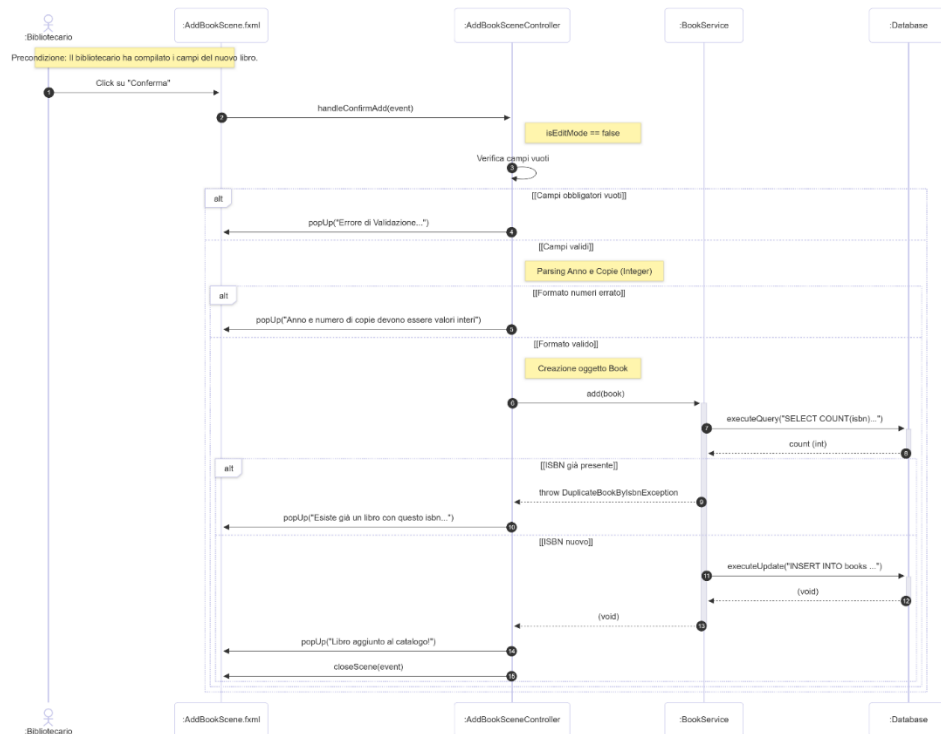 :Bibliotecario
:AddBookScene.fxml
:AddBookSceneController
:BookService
:Database
Precondizione: Il bibliotecario ha compilato i campi del nuovo libro.
Click su "Conferma"
1
handleConfirmAdd(event)
2
isEditMode == false
Verifica campi vuoti
3
alt
[[Campi obbligatori vuoti]]
popUp("Errore di Validazione...")
4
[[Campi validi]]
Parsing Anno e Copie (Integer)
alt
[[Formato numeri errato]]
popUp("Anno e numero di copie devono essere valori interi")
5
[[Formato valido]]
Creazione oggetto Book
add(book)
6
executeQuery("SELECT COUNT(isbn)...")
7
count (int)
8
alt
[[ISBN già presente]]
throw DuplicateBookByIsbnException
9
popUp("Esiste già un libro con questo isbn...")
10
[[ISBN nuovo]]
executeUpdate("INSERT INTO books ...")
11
(void)
12
(void)
13
popUp("Libro aggiunto al catalogo!")
14
closeScene(event)
15
:Bibliotecario
:AddBookScene.fxml
:AddBookSceneController
:BookService
:Database